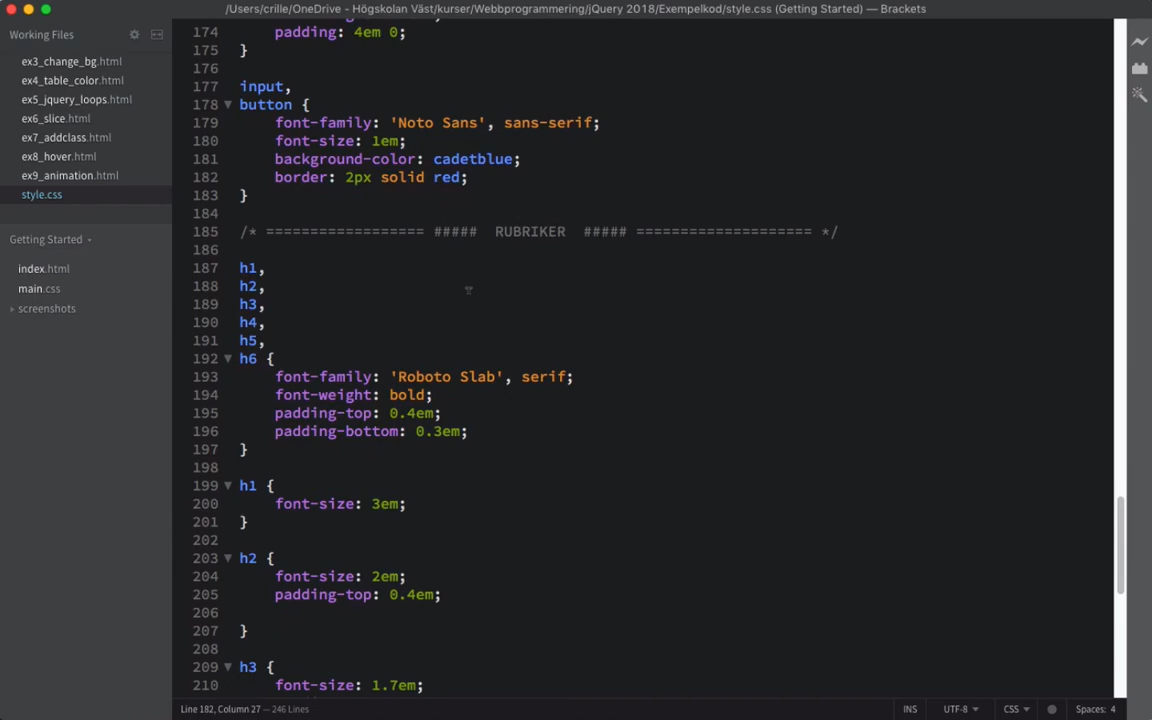 /Users/crille/OneDrive - Högskolan Väst/kurser/Webbprogrammering/jQuery 2018/Exempelkod/style.css (Getting Started) — Brackets
Working Files
ex3_change_bg.html
ex4_table_color.html
ex5_jquery_loops.html
ex6_slice.html
ex7_addclass.html
ex8_hover.html
ex9_animation.html
style.css
Getting Started
index.html
main.css
screenshots
174 padding: 4em 0;
175 }
176
177 input,
178 button {
179 font-family: 'Noto Sans', sans-serif;
180 font-size: 1em;
181 background-color: cadetblue;
182 border: 2px solid red;
183 }
184
185 /* ================== ##### RUBRIKER ##### ==================== */
186
187 h1,
188 h2,
189 h3,
190 h4,
191 h5,
192 h6 {
193 font-family: 'Roboto Slab', serif;
194 font-weight: bold;
195 padding-top: 0.4em;
196 padding-bottom: 0.3em;
197 }
198
199 h1 {
200 font-size: 3em;
201 }
202
203 h2 {
204 font-size: 2em;
205 padding-top: 0.4em;
206
207 }
208
209 h3 {
210 font-size: 1.7em;
Line 182, Column 27 — 246 Lines
INS
UTF-8
CSS
Spaces: 4